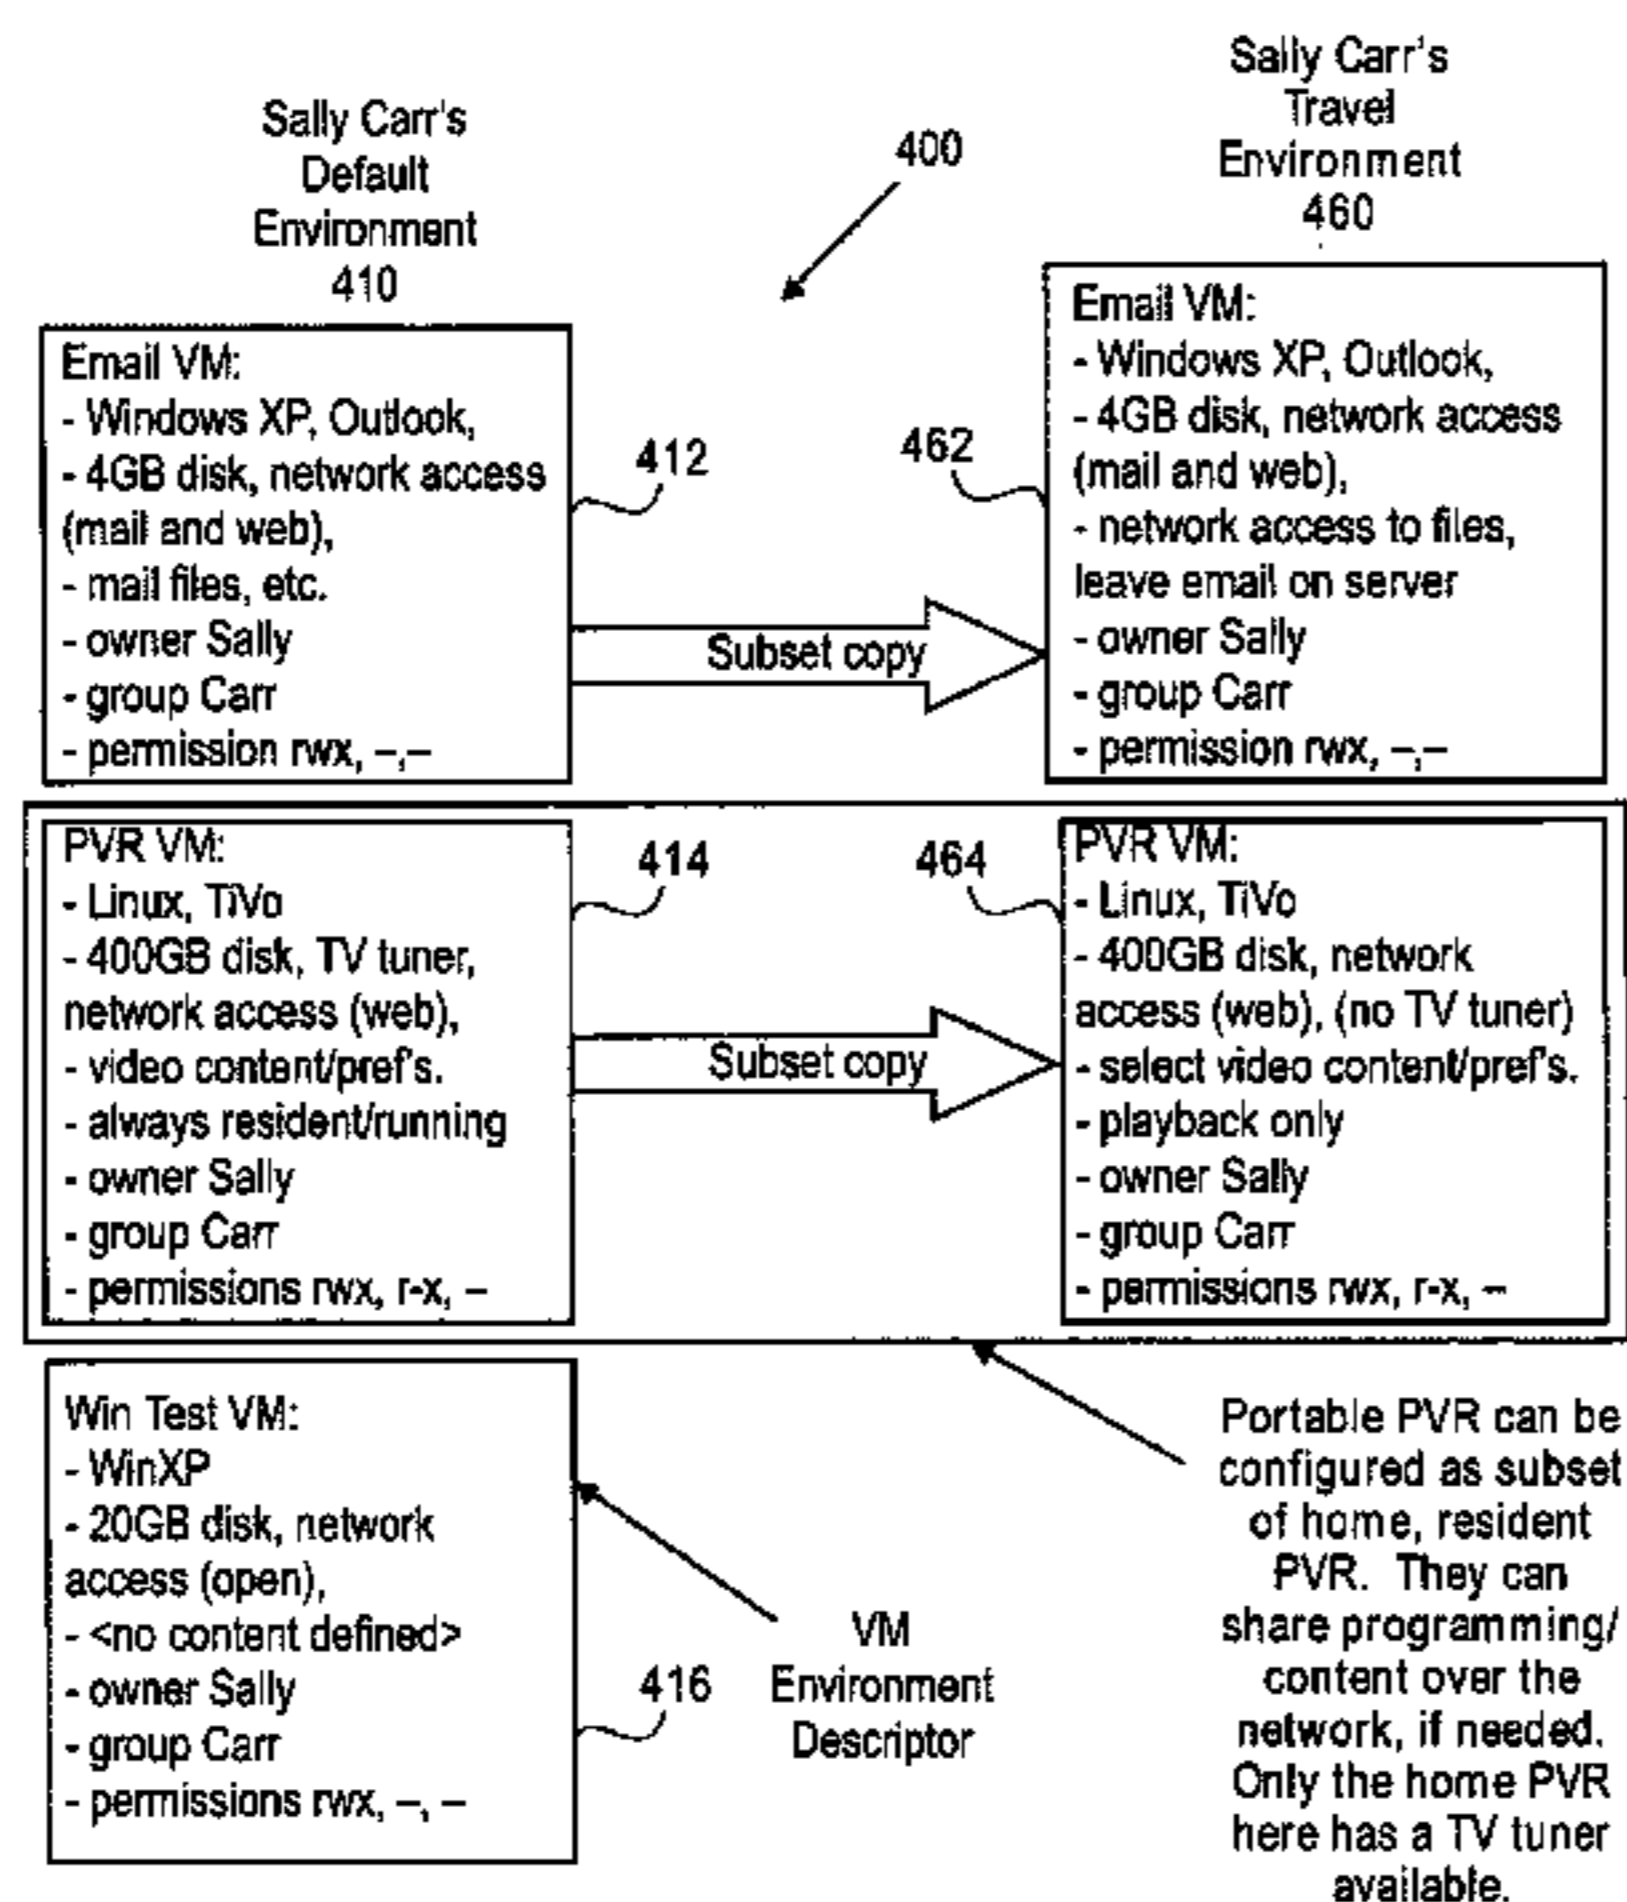 Sally Carr's
Default
Environment
410
400
Sally Carr's
Travel
Environment
460
Email VM:
- Windows XP, Outlook,
- 4GB disk, network access
(mail and web),
- mail files, etc.
- owner Sally
- group Carr
- permission rwx, –,–
412
Subset copy
462
Email VM:
- Windows XP, Outlook,
- 4GB disk, network access
(mail and web),
- network access to files,
leave email on server
- owner Sally
- group Carr
- permission rwx, –,–
PVR VM:
- Linux, TiVo
- 400GB disk, TV tuner,
network access (web),
- video content/pref's.
- always resident/running
- owner Sally
- group Carr
- permissions rwx, r-x, –
414
Subset copy
464
PVR VM:
- Linux, TiVo
- 400GB disk, network
access (web), (no TV tuner)
- select video content/pref's.
- playback only
- owner Sally
- group Carr
- permissions rwx, r-x, –
Win Test VM:
- WinXP
- 20GB disk, network
access (open),
- <no content defined>
- owner Sally
- group Carr
- permissions rwx, –, –
416
VM
Environment
Descriptor
Portable PVR can be
configured as subset
of home, resident
PVR. They can
share programming/
content over the
network, if needed.
Only the home PVR
here has a TV tuner
available.